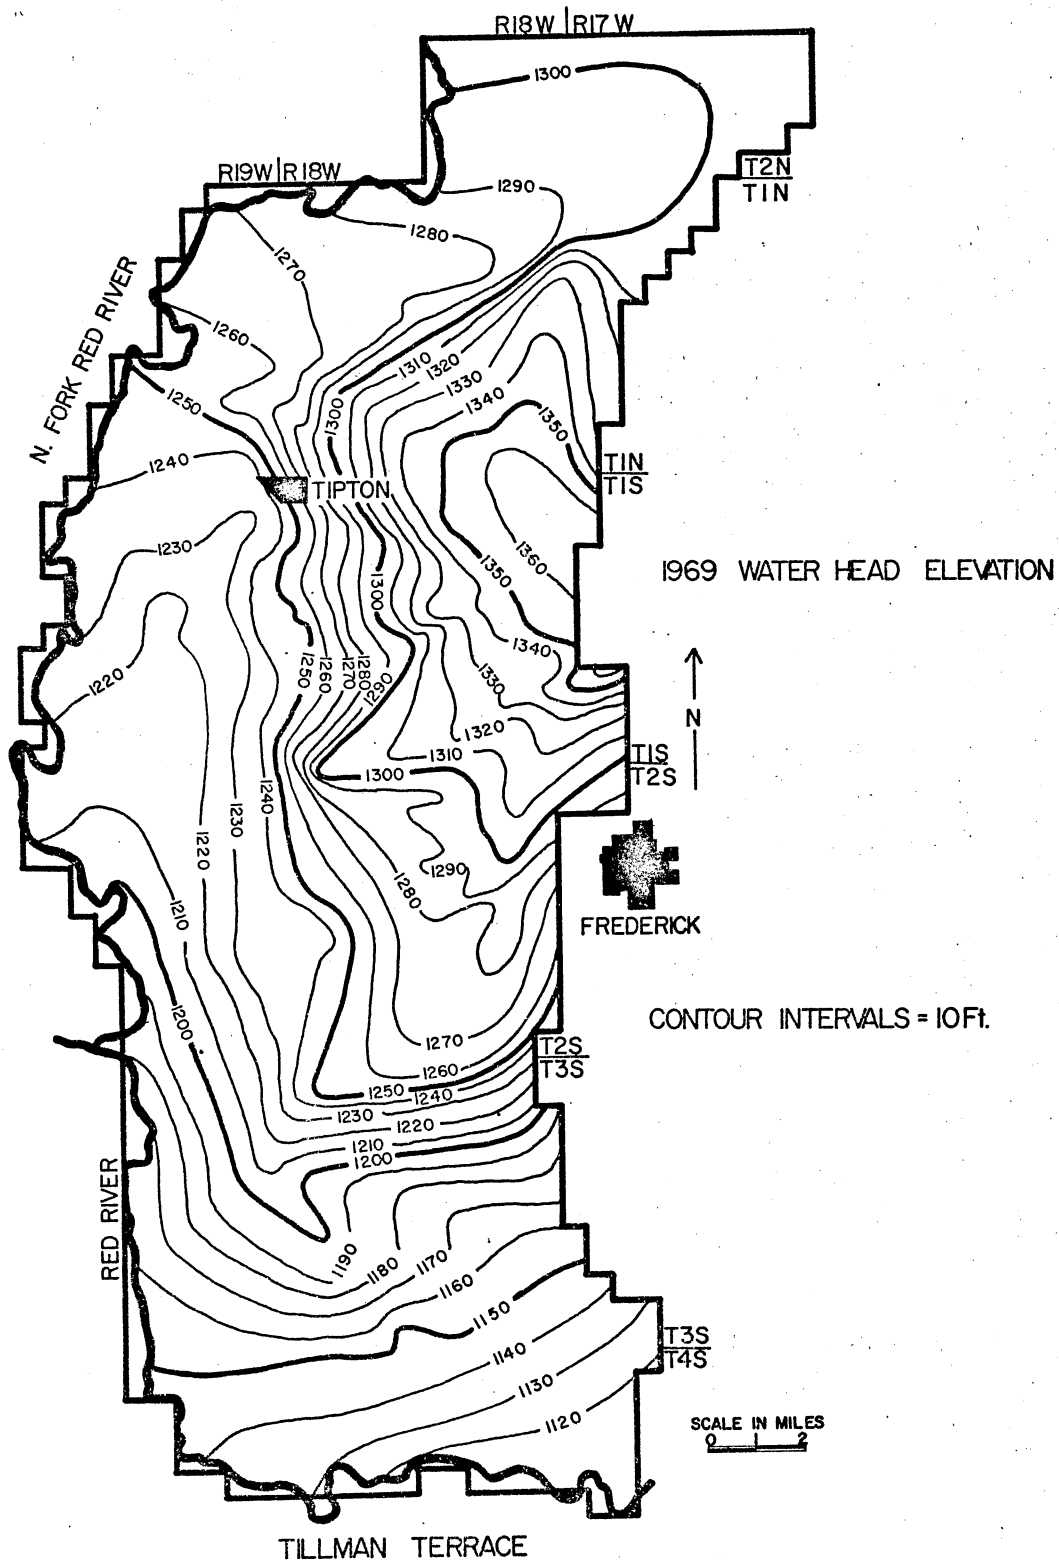 R18W | R17W
1300
T2N
T1N
R19W | R18W
1290
1280
1270
N. FORK RED RIVER
1260
1310
1320
1330
1340
1250
1300
1350
1240
TIPTON
T1N
T1S
1230
1360
1350
1300
1969 WATER HEAD ELEVATION
1340
1220
1250
1260
1270
1280
1290
1330
N
1320
1310
T1S
T2S
1300
1240
1230
1220
1290
1280
1210
FREDERICK
1200
CONTOUR INTERVALS = 10Ft.
1270
T2S
T3S
1260
1250
1240
1230
1220
1210
1200
RED RIVER
1190
1180
1170
1160
1150
T3S
T4S
1140
1130
1120
SCALE IN MILES
0 2
TILLMAN TERRACE